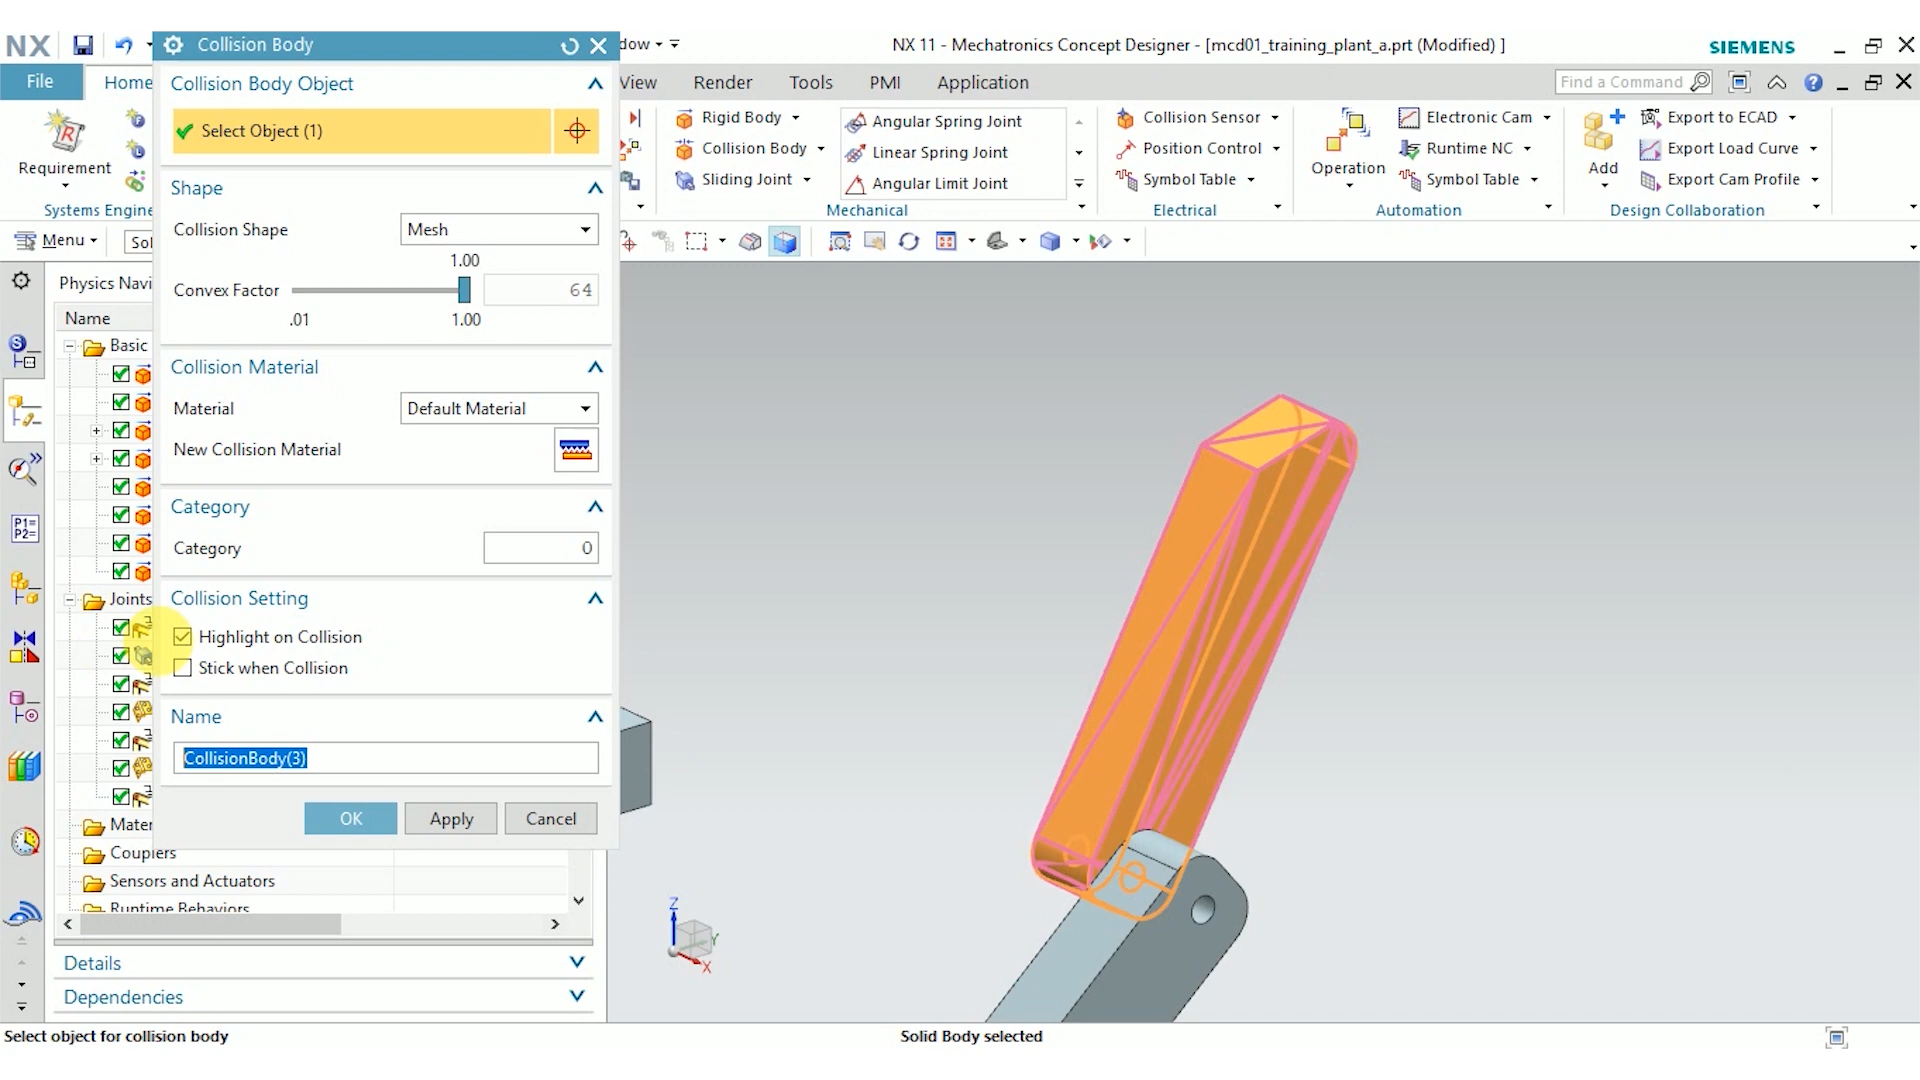 NX
Collision Body
dow
NX 11 - Mechatronics Concept Designer - [mcd01_training_plant_a.prt (Modified) ]
SIEMENS
File
Home
View
Render
Tools
PMI
Application
Find a Command
Requirement
Systems Engine
Rigid Body
Collision Body
Sliding Joint
Angular Spring Joint
Linear Spring Joint
Angular Limit Joint
Mechanical
Collision Sensor
Position Control
Symbol Table
Electrical
Operation
Electronic Cam
Runtime NC
Symbol Table
Automation
Add
Export to ECAD
Export Load Curve
Export Cam Profile
Design Collaboration
Menu
Sol
Collision Body Object
Select Object (1)
Shape
Collision Shape
Mesh
1.00
Convex Factor
64
.01
1.00
Collision Material
Material
Default Material
New Collision Material
Category
Category
0
Collision Setting
Highlight on Collision
Stick when Collision
Name
CollisionBody(3)
OK
Apply
Cancel
Physics Navi
Name
Basic
Joints
Mater
Couplers
Sensors and Actuators
Runtime Behaviors
Details
Dependencies
P1=
P2=
Z
Y
X
Select object for collision body
Solid Body selected